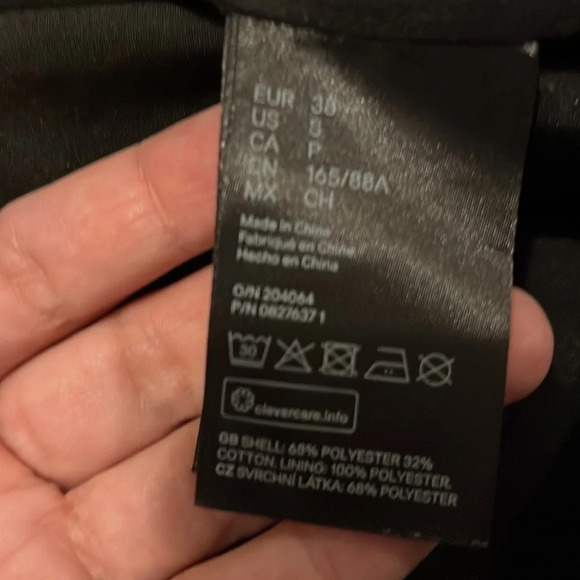 EUR 36
US S
CA P
CN 165/88A
MX CH
Made in China
Fabriqué en Chine
Hecho en China
O/N 204064
P/N 0827637 1
30
clevercare.info
GB SHELL: 68% POLYESTER 32%
COTTON, LINING: 100% POLYESTER,
CZ SVRCHNÍ LÁTKA: 68% POLYESTER